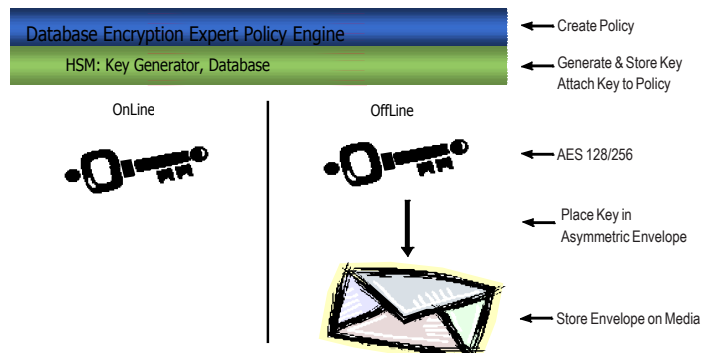 Database Encryption Expert Policy Engine
Create Policy
HSM: Key Generator, Database
Generate & Store Key
Attach Key to Policy
OnLine
OffLine
AES 128/256
Place Key in
Asymmetric Envelope
Store Envelope on Media